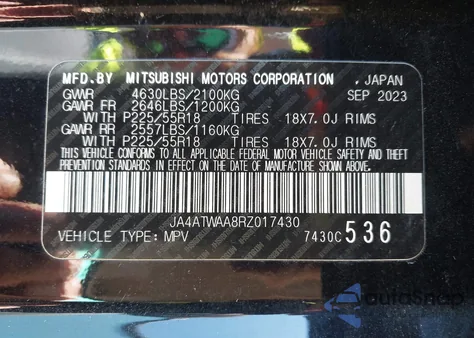 MFD.BY MITSUBISHI MOTORS CORPORATION , JAPAN
GVWR 4630LBS/2100KG SEP 2023
GAWR FR 2646LBS/1200KG
WITH P225/55R18 TIRES 18X7.0J RIMS
GAWR RR 2557LBS/1160KG
WITH P225/55R18 TIRES 18X7.0J RIMS
THIS VEHICLE CONFORMS TO ALL APPLICABLE FEDERAL MOTOR VEHICLE SAFETY AND
THEFT PREVENTION STANDARDS IN EFFECT ON THE DATE OF MANUFACTURE SHOWN ABOVE.
JA4ATWAA8RZ017430
VEHICLE TYPE: MPV 7430C536
autoSnap